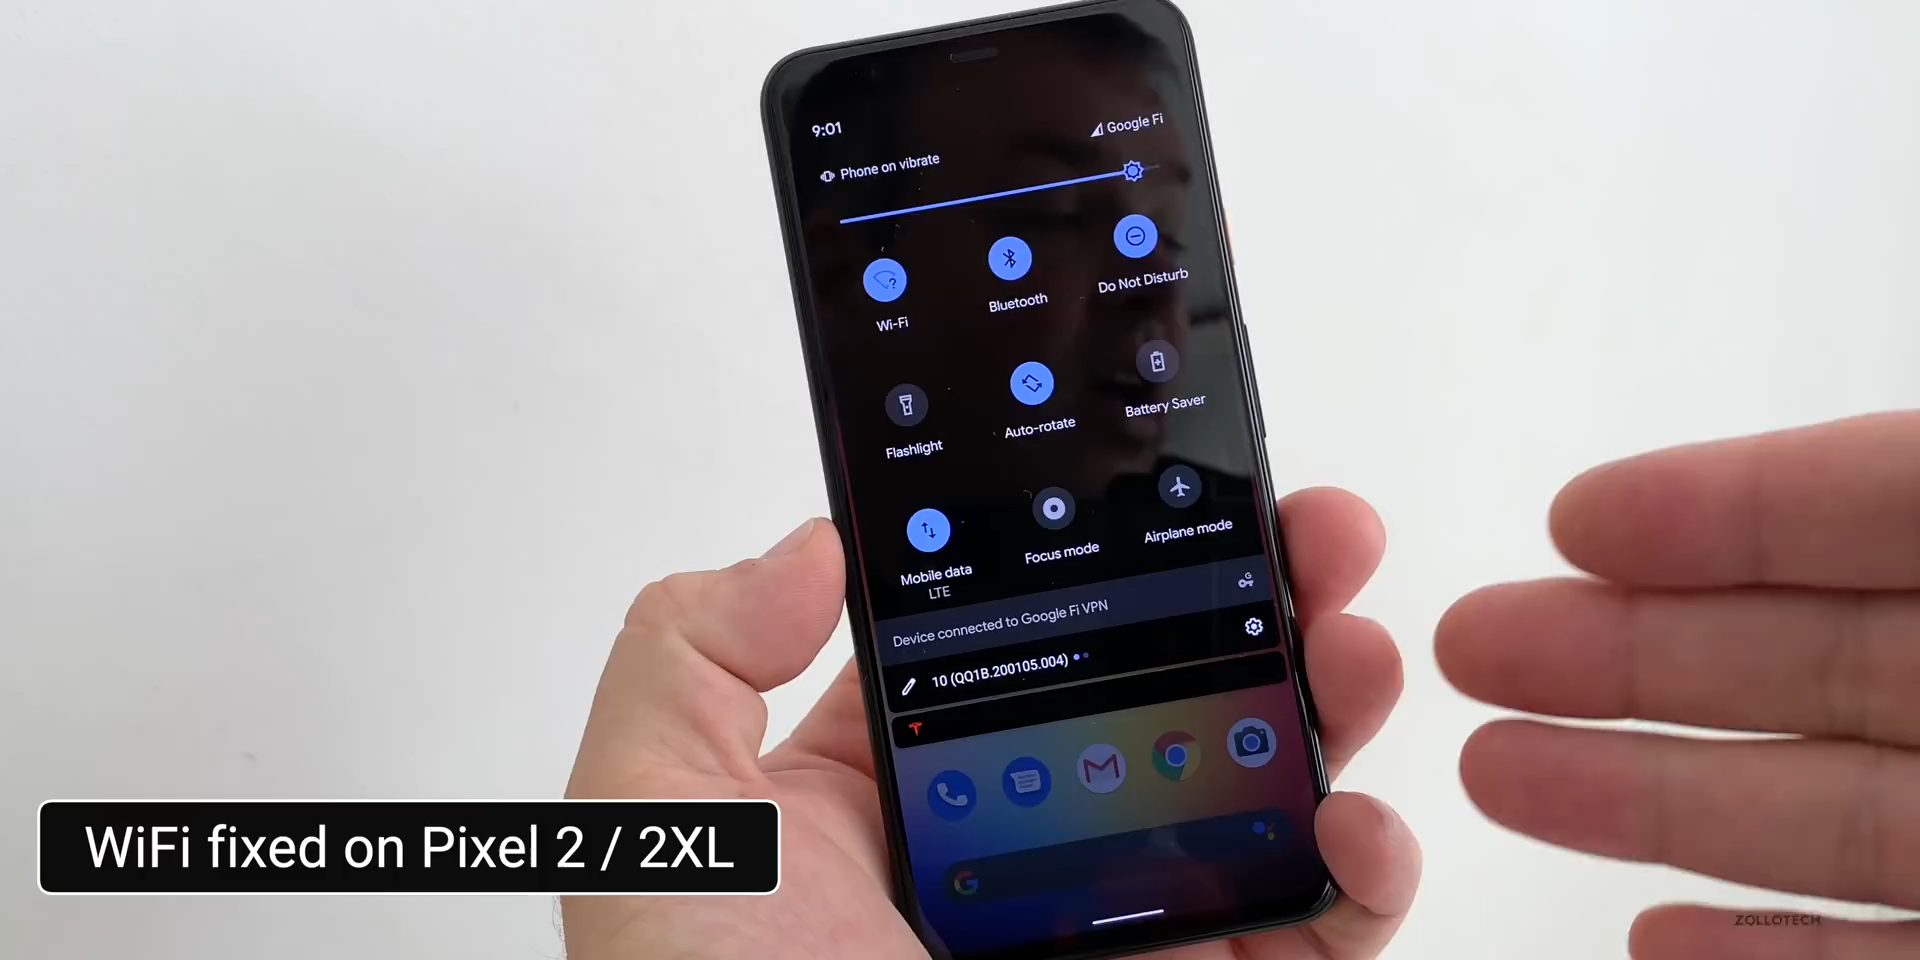 9:01
Google Fi
Phone on vibrate
Wi-Fi
Bluetooth
Do Not Disturb
Flashlight
Auto-rotate
Battery Saver
Mobile data
LTE
Focus mode
Airplane mode
Device connected to Google Fi VPN
10 (QQ1B.200105.004)
WiFi fixed on Pixel 2 / 2XL
ZOLLOTECH